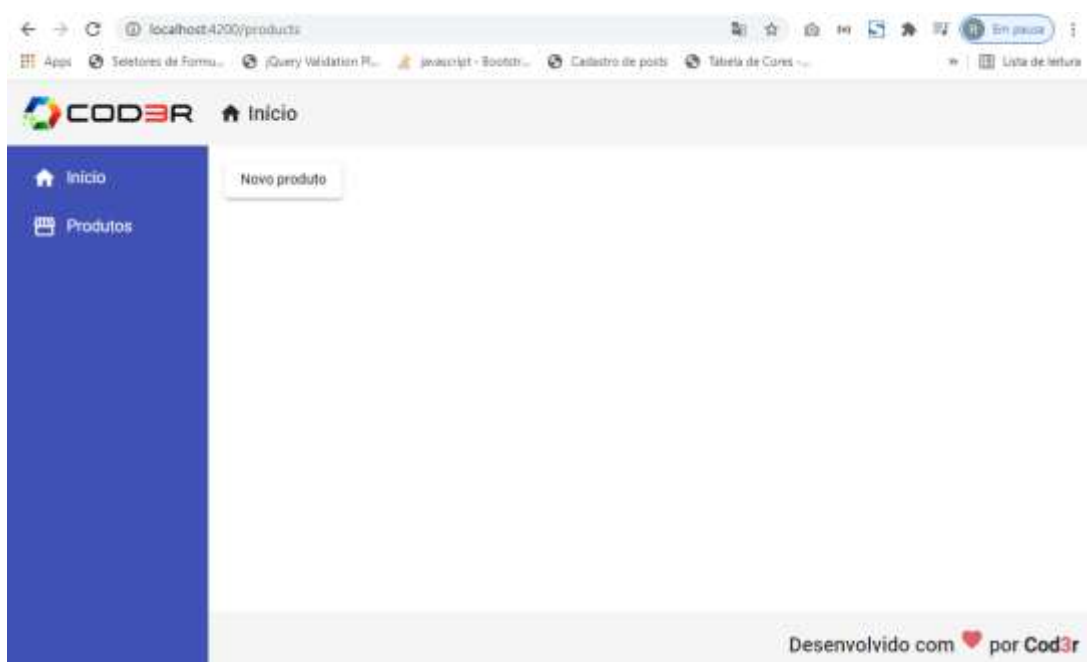 localhost:4200/products
Em pausa
Apps
Seletores de Formu...
jQuery Validation Pl...
javascript - Bootstr...
Cadastro de posts
Tabela de Cores -...
»
Lista de leitura
COD3R
Início
Início
Novo produto
Produtos
Desenvolvido com ❤ por Cod3r